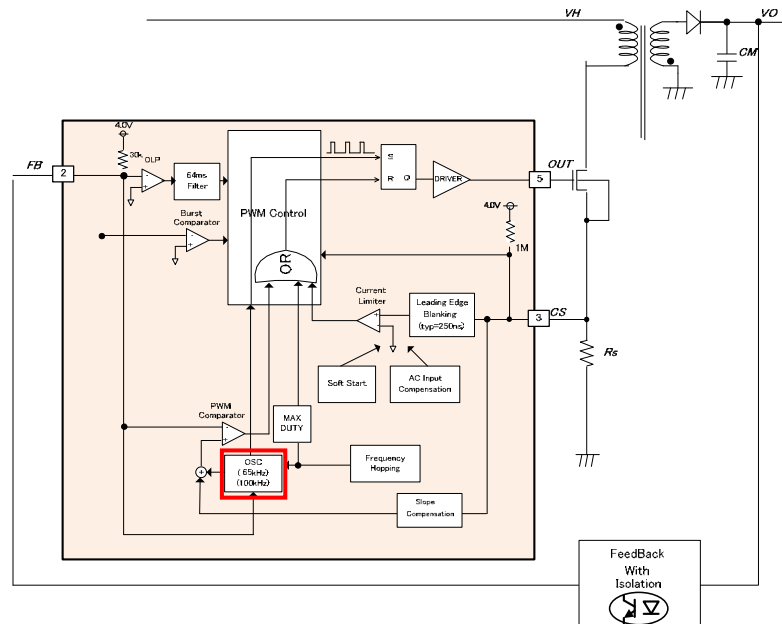 VH
VO
CM
4.0V
30k
OLP
FB
2
64ms
Filter
Burst
Comparator
PWM Control
OR
S
R Q
DRIVER
5
OUT
4.0V
1M
Current
Limiter
Leading Edge
Blanking
(typ=250ns)
3
CS
Rs
Soft Start
AC Input
Compensation
PWM
Comparator
MAX
DUTY
OSC
(65kHz)
(100kHz)
Frequency
Hopping
Slope
Compensation
FeedBack
With
Isolation